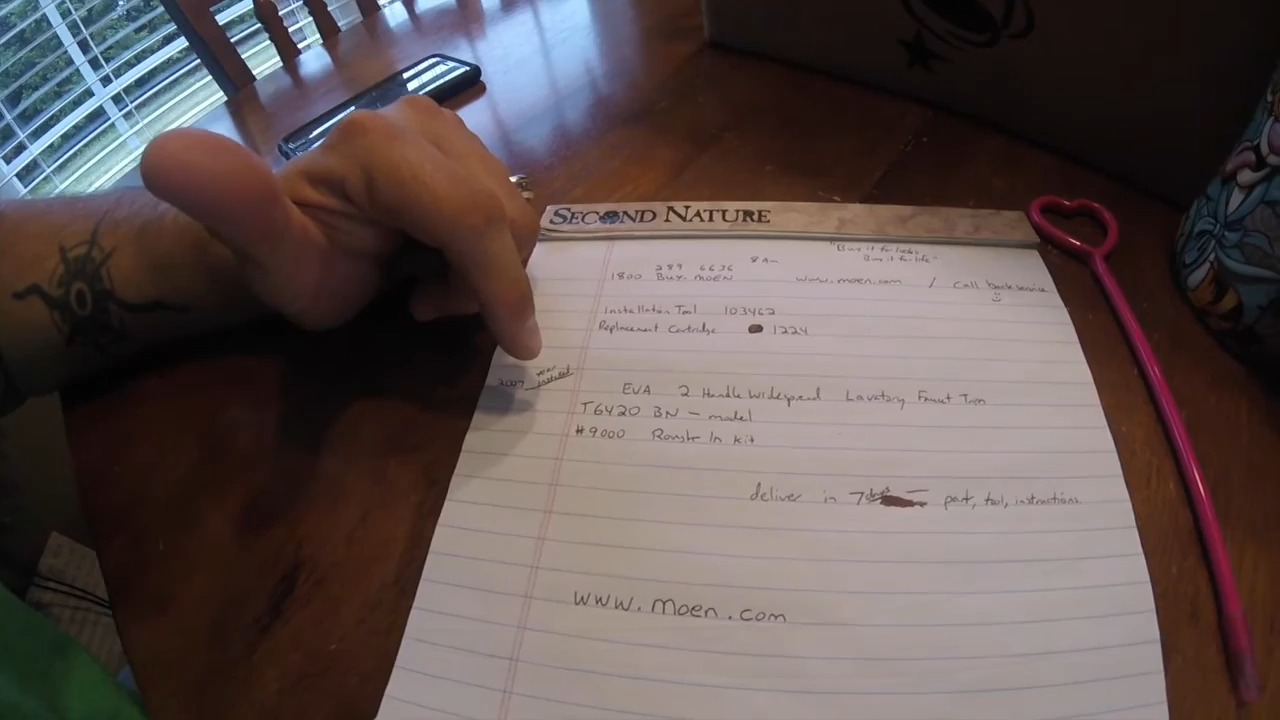 SECOND NATURE
"Buy it for looks
Buy it for life"
289 6636 8 Am
1800 BUY-MOEN www.moen.com / Call back service
Installation Tool 103462
Replacement Cartridge 1224
year
2007 installed
EVA 2 Handle Widespread Lavatory Faucet Trim
T6420 BN - model
#9000 Rough In kit
deliver in 7 days part, tool, instructions
www.moen.com